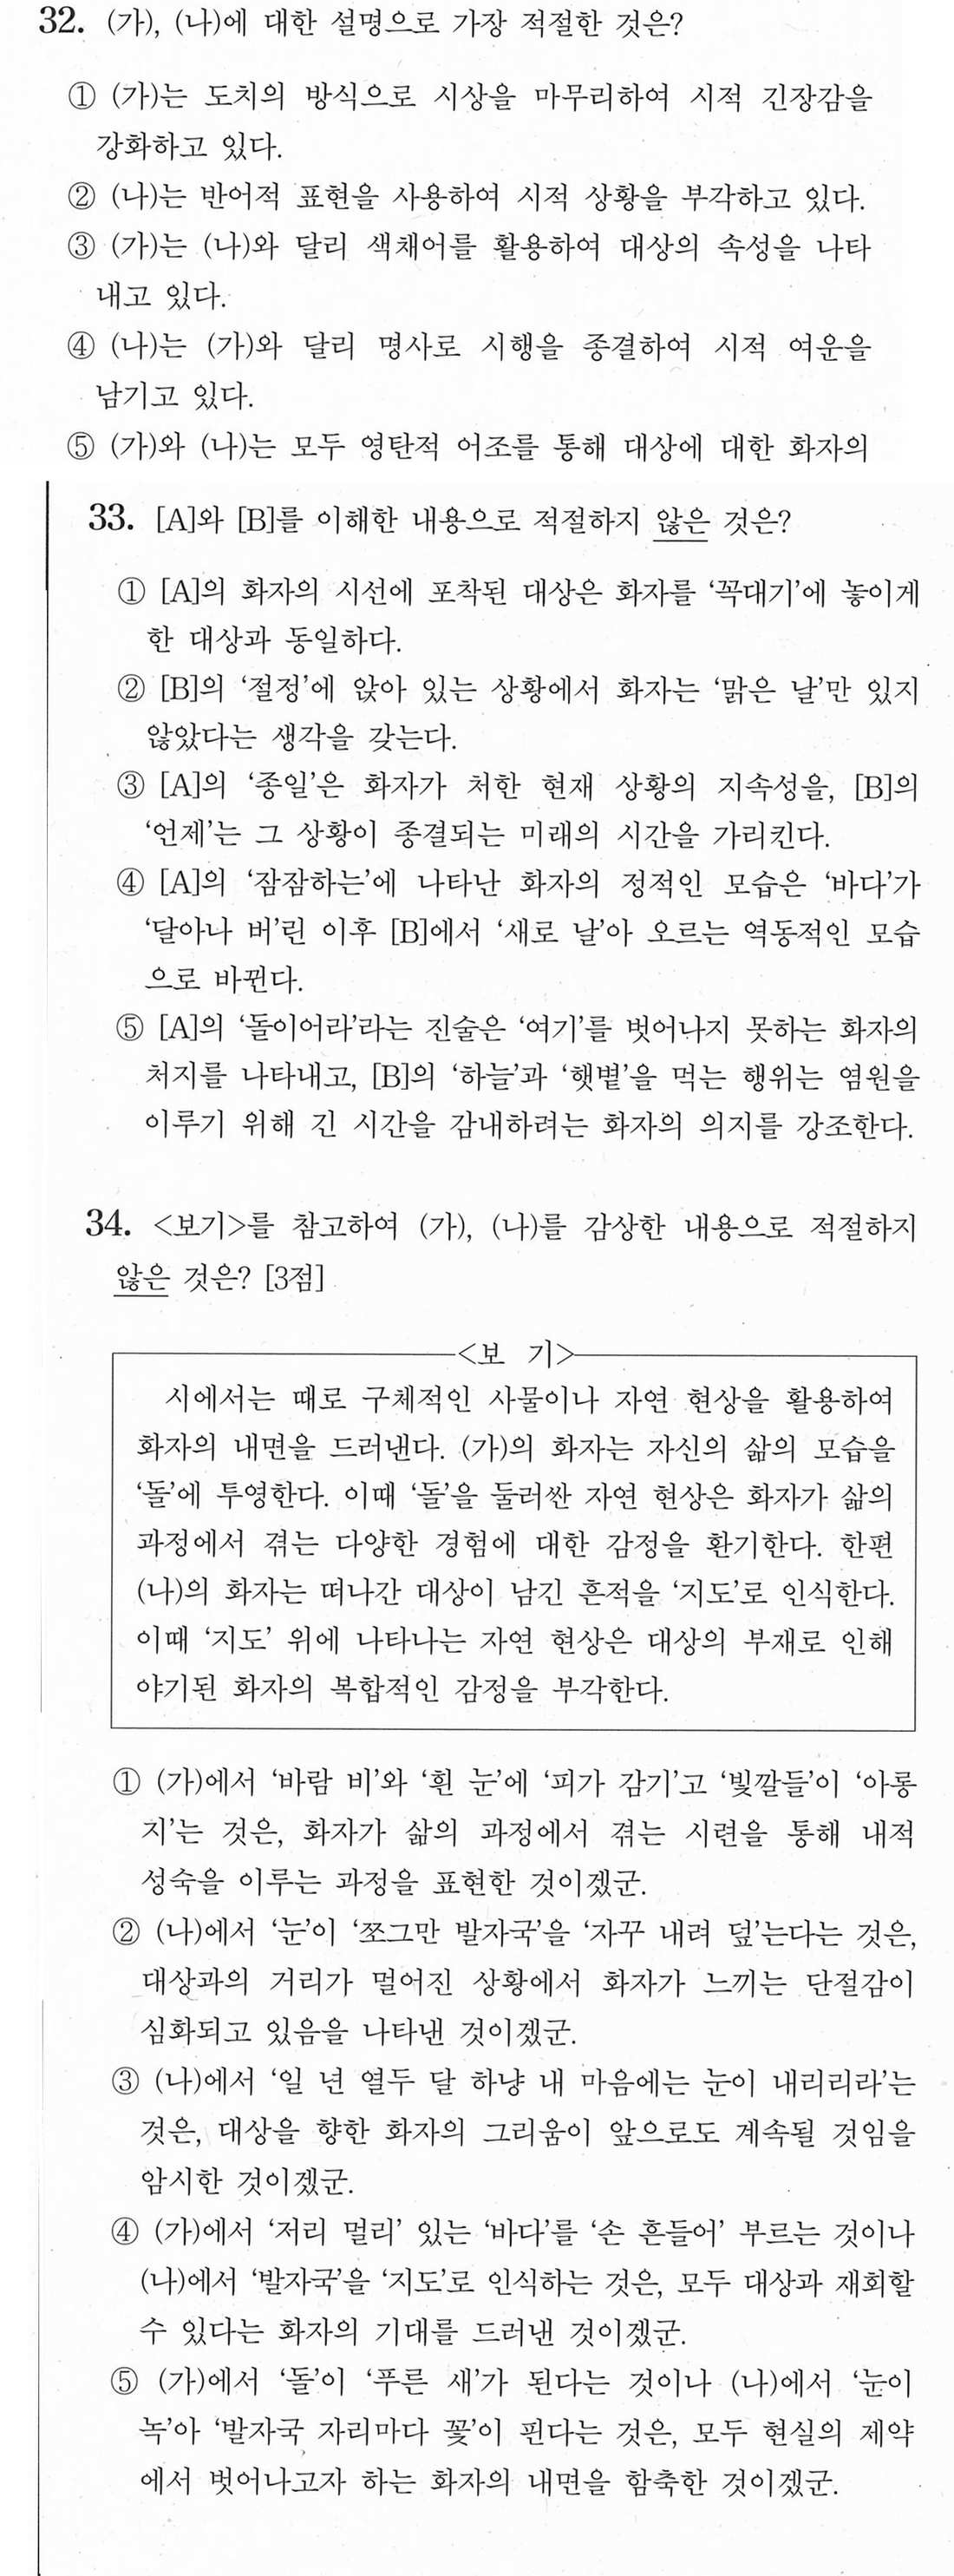 32. (가), (나)에 대한 설명으로 가장 적절한 것은?
① (가)는 도치의 방식으로 시상을 마무리하여 시적 긴장감을
강화하고 있다.
② (나)는 반어적 표현을 사용하여 시적 상황을 부각하고 있다.
③ (가)는 (나)와 달리 색채어를 활용하여 대상의 속성을 나타
내고 있다.
④ (나)는 (가)와 달리 명사로 시행을 종결하여 시적 여운을
남기고 있다.
⑤ (가)와 (나)는 모두 영탄적 어조를 통해 대상에 대한 화자의
33. [A]와 [B]를 이해한 내용으로 적절하지 않은 것은?
① [A]의 화자의 시선에 포착된 대상은 화자를 ‘꼭대기’에 놓이게
한 대상과 동일하다.
② [B]의 ‘절정’에 앉아 있는 상황에서 화자는 ‘맑은 날’만 있지
않았다는 생각을 갖는다.
③ [A]의 ‘종일’은 화자가 처한 현재 상황의 지속성을, [B]의
‘언제’는 그 상황이 종결되는 미래의 시간을 가리킨다.
④ [A]의 ‘잠잠하는’에 나타난 화자의 정적인 모습은 ‘바다’가
‘달아나 버’린 이후 [B]에서 ‘새로 날’아 오르는 역동적인 모습
으로 바뀐다.
⑤ [A]의 ‘돌이어라’라는 진술은 ‘여기’를 벗어나지 못하는 화자의
처지를 나타내고, [B]의 ‘하늘’과 ‘햇볕’을 먹는 행위는 염원을
이루기 위해 긴 시간을 감내하려는 화자의 의지를 강조한다.
34. <보기>를 참고하여 (가), (나)를 감상한 내용으로 적절하지
않은 것은? [3점]
<보 기>
시에서는 때로 구체적인 사물이나 자연 현상을 활용하여
화자의 내면을 드러낸다. (가)의 화자는 자신의 삶의 모습을
‘돌’에 투영한다. 이때 ‘돌’을 둘러싼 자연 현상은 화자가 삶의
과정에서 겪는 다양한 경험에 대한 감정을 환기한다. 한편
(나)의 화자는 떠나간 대상이 남긴 흔적을 ‘지도’로 인식한다.
이때 ‘지도’ 위에 나타나는 자연 현상은 대상의 부재로 인해
야기된 화자의 복합적인 감정을 부각한다.
① (가)에서 ‘바람 비’와 ‘흰 눈’에 ‘피가 감기’고 ‘빛깔들’이 ‘아롱
지’는 것은, 화자가 삶의 과정에서 겪는 시련을 통해 내적
성숙을 이루는 과정을 표현한 것이겠군.
② (나)에서 ‘눈’이 ‘쪼그만 발자국’을 ‘자꾸 내려 덮’는다는 것은,
대상과의 거리가 멀어진 상황에서 화자가 느끼는 단절감이
심화되고 있음을 나타낸 것이겠군.
③ (나)에서 ‘일 년 열두 달 하냥 내 마음에는 눈이 내리리라’는
것은, 대상을 향한 화자의 그리움이 앞으로도 계속될 것임을
암시한 것이겠군.
④ (가)에서 ‘저리 멀리’ 있는 ‘바다’를 ‘손 흔들어’ 부르는 것이나
(나)에서 ‘발자국’을 ‘지도’로 인식하는 것은, 모두 대상과 재회할
수 있다는 화자의 기대를 드러낸 것이겠군.
⑤ (가)에서 ‘돌’이 ‘푸른 새’가 된다는 것이나 (나)에서 ‘눈이
녹’아 ‘발자국 자리마다 꽃’이 핀다는 것은, 모두 현실의 제약
에서 벗어나고자 하는 화자의 내면을 함축한 것이겠군.